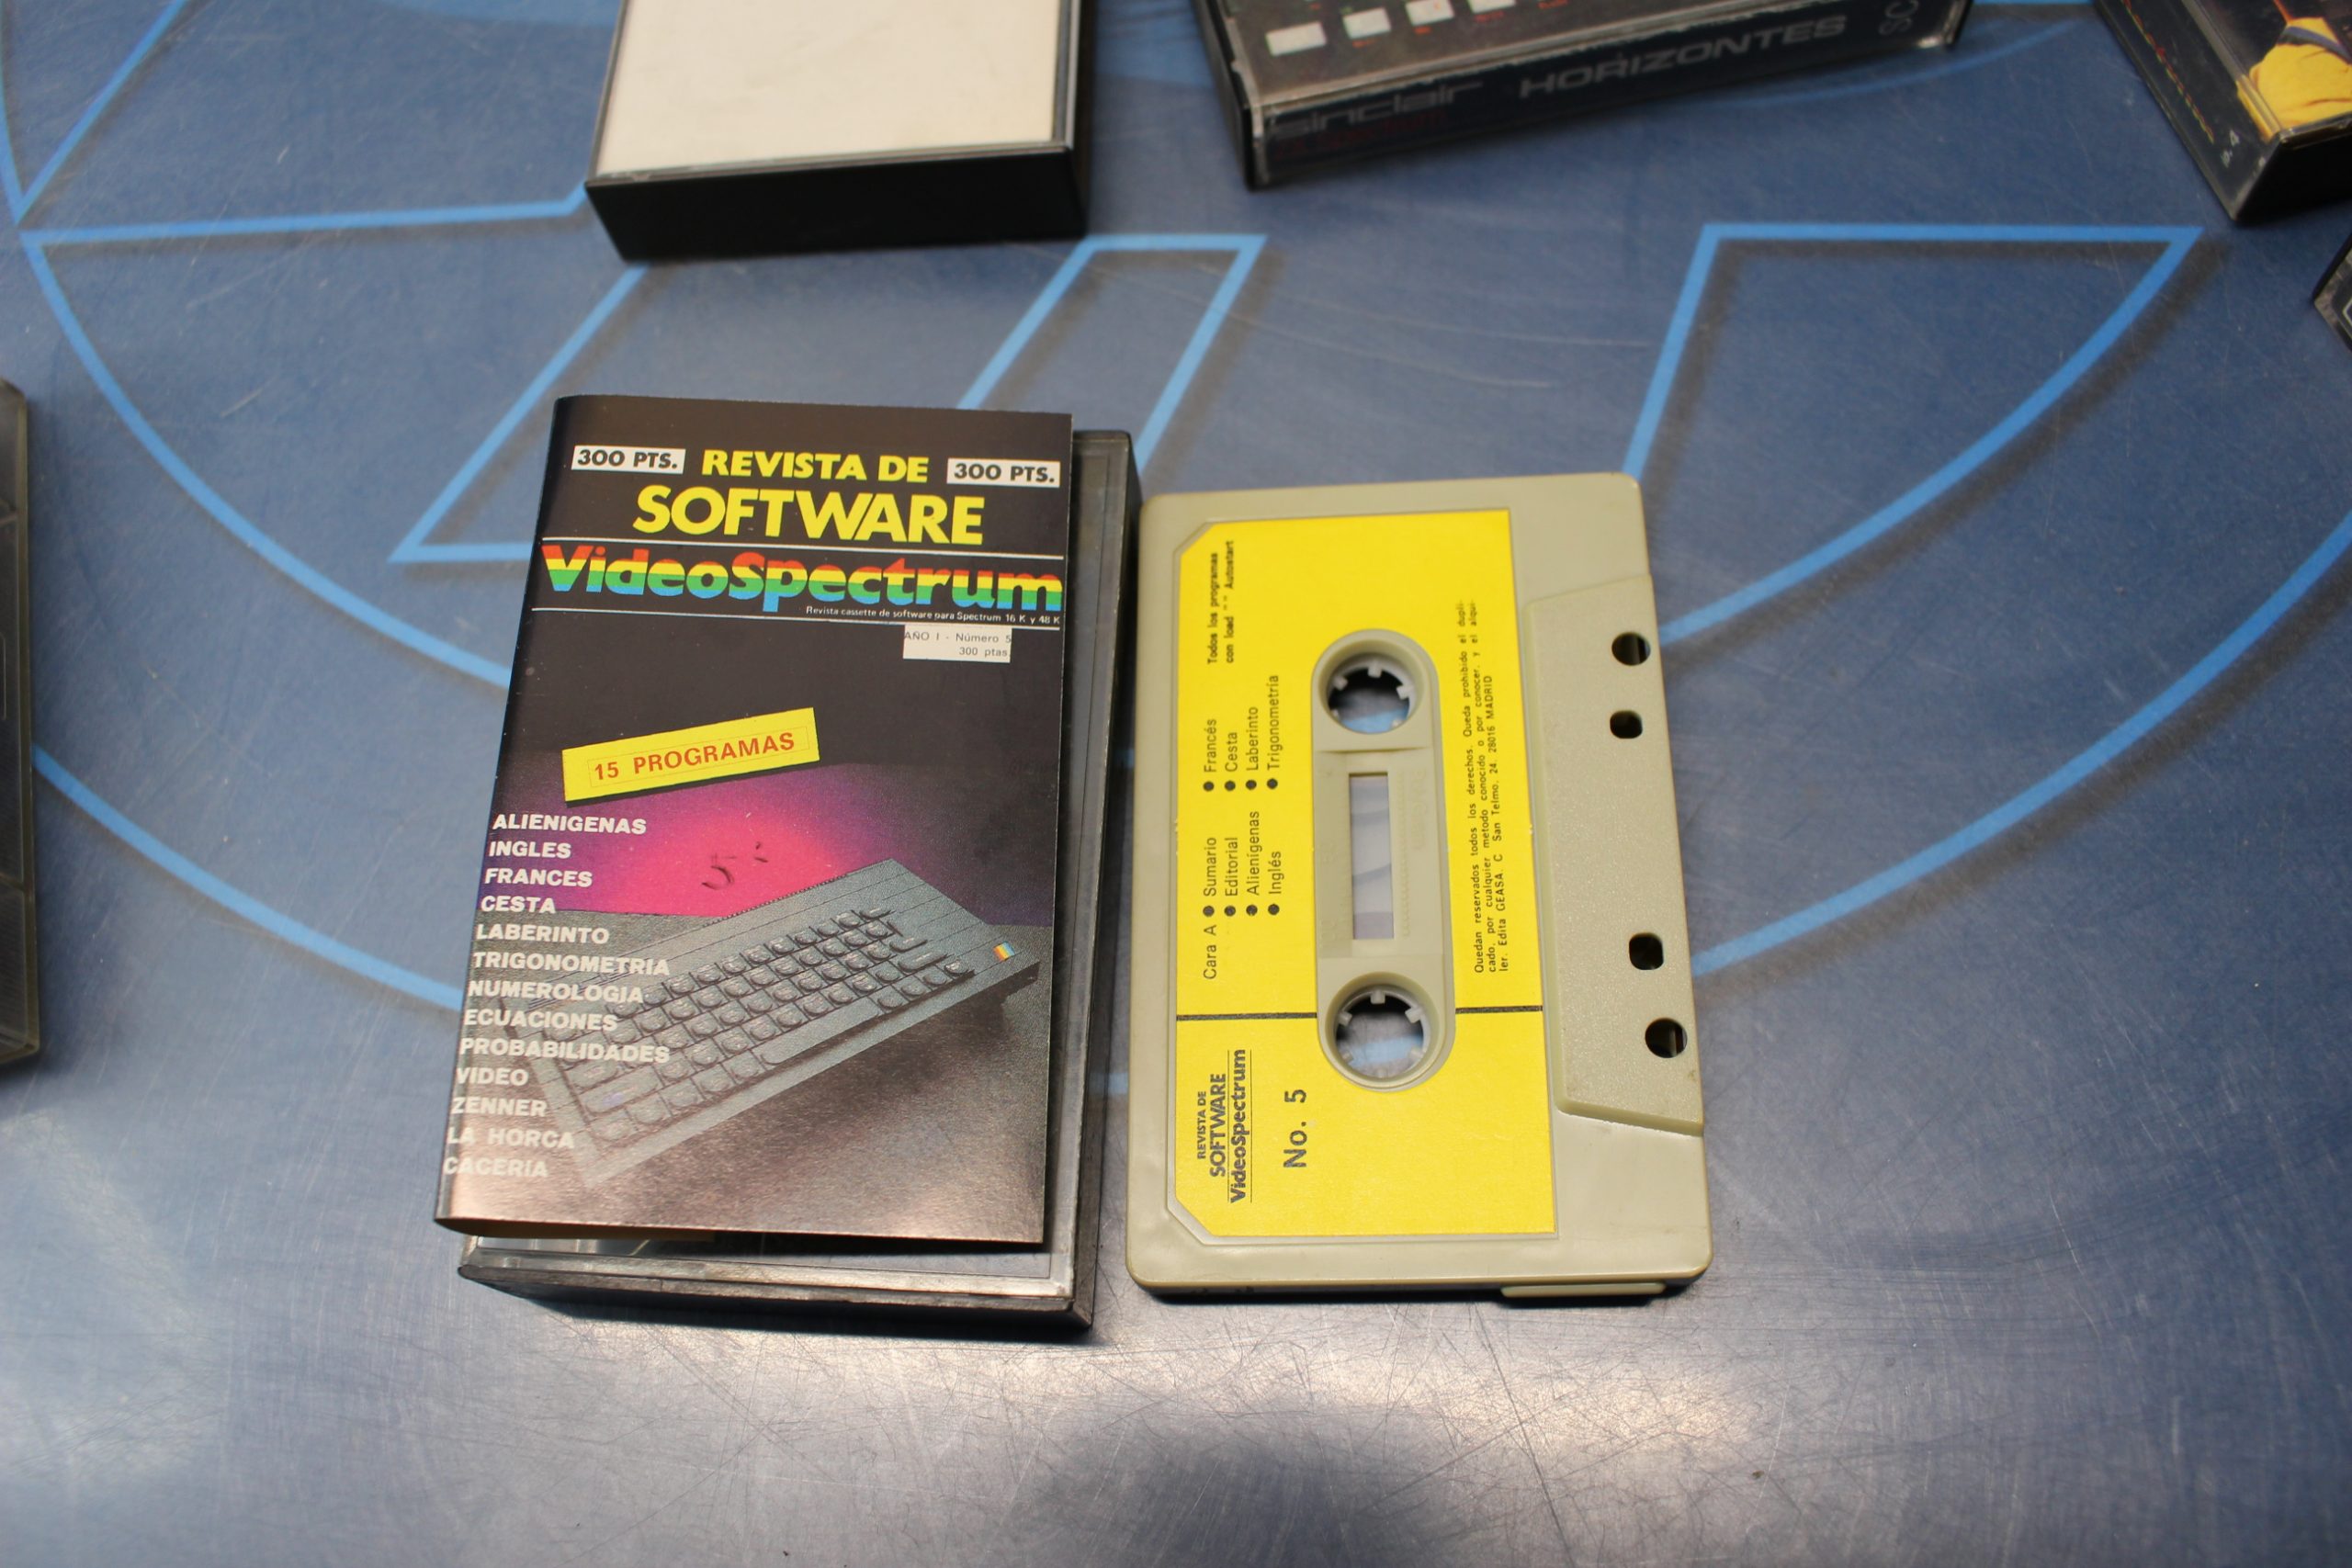 sinclair HORIZONTES
300 PTS. REVISTA DE 300 PTS.
SOFTWARE
VideoSpectrum
Revista cassette de software para Spectrum 16 K y 48 K
AÑO I - Número 5
300 ptas.
15 PROGRAMAS
ALIENIGENAS
INGLES
FRANCES
CESTA
LABERINTO
TRIGONOMETRIA
NUMEROLOGIA
ECUACIONES
PROBABILIDADES
VIDEO
ZENNER
LA HORCA
CACERIA
REVISTA DE
SOFTWARE
VideoSpectrum
No. 5
Cara A ● Sumario ● Francés
● Editorial ● Cesta
● Alienígenas ● Laberinto
● Inglés ● Trigonometría
Todos los programas
con load "" Autostart
Quedan reservados todos los derechos. Queda prohibido el dupli-
cado, por cualquier método conocido o por conocer, y el alqui-
ler. Edita GEASA. C San Telmo, 24. 28016 MADRID